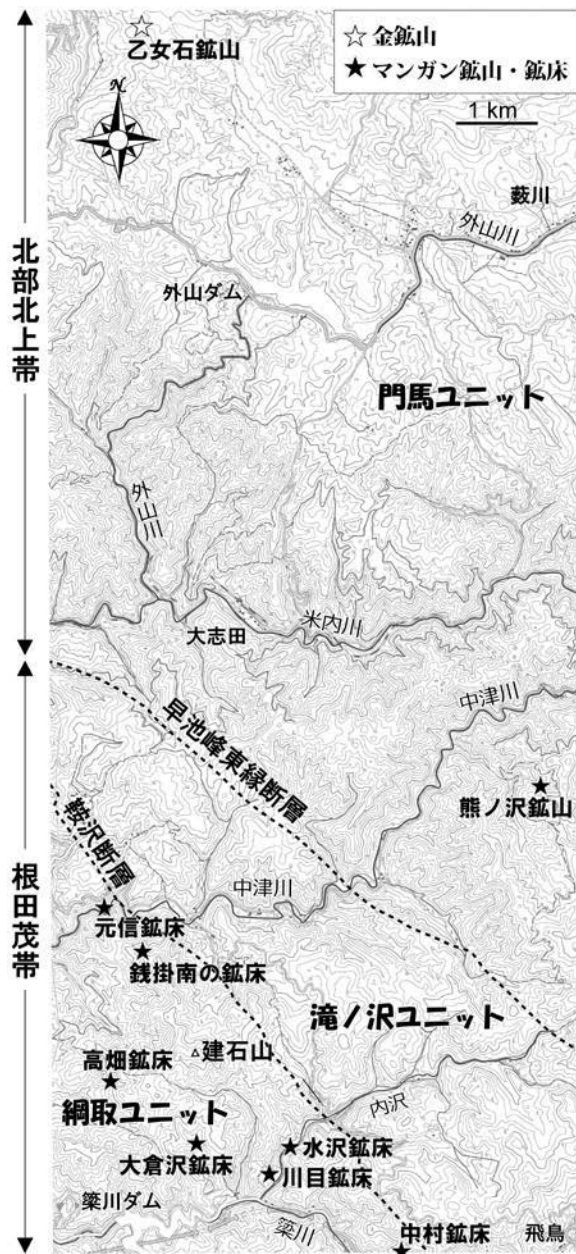 ☆ 金鉱山
★ マンガン鉱山・鉱床
1 km
乙女石鉱山
N
薮川
外山川
外山ダム
北部北上帯
門馬ユニット
外山川
大志田
米内川
中津川
早池峰東縁断層
熊ノ沢鉱山
鞍沢断層
根田茂帯
中津川
元信鉱床
銭掛南の鉱床
滝ノ沢ユニット
建石山
高畑鉱床
綱取ユニット
内沢
水沢鉱床
大倉沢鉱床
川目鉱床
簗川ダム
簗川
中村鉱床
飛鳥